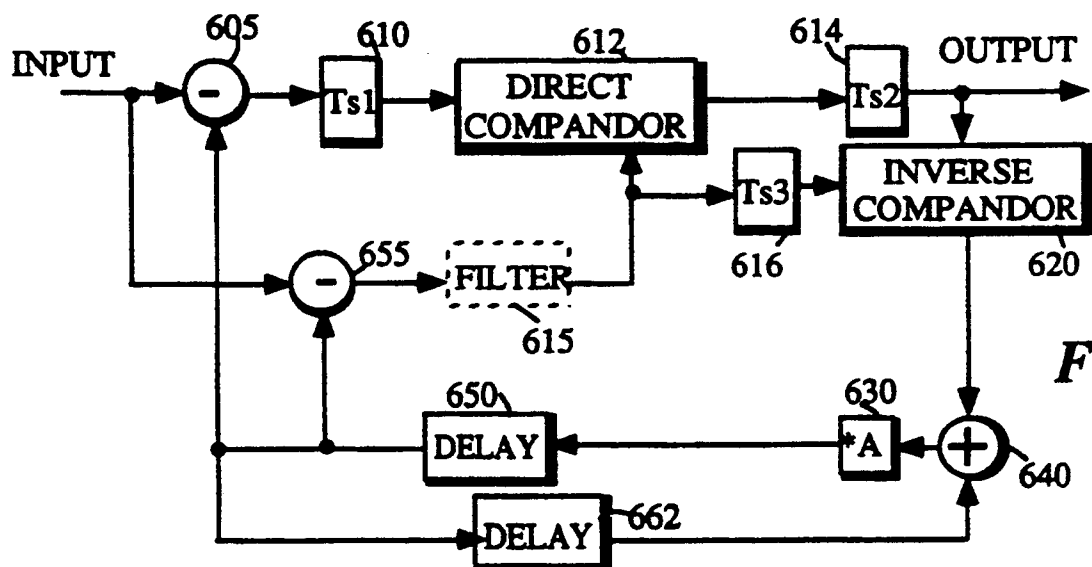 605
610
612
614
INPUT
OUTPUT
-
Ts1
DIRECT
COMPANDOR
Ts2
Ts3
INVERSE
COMPANDOR
655
616
620
-
FILTER
615
F
650
630
DELAY
*A
+
640
662
DELAY